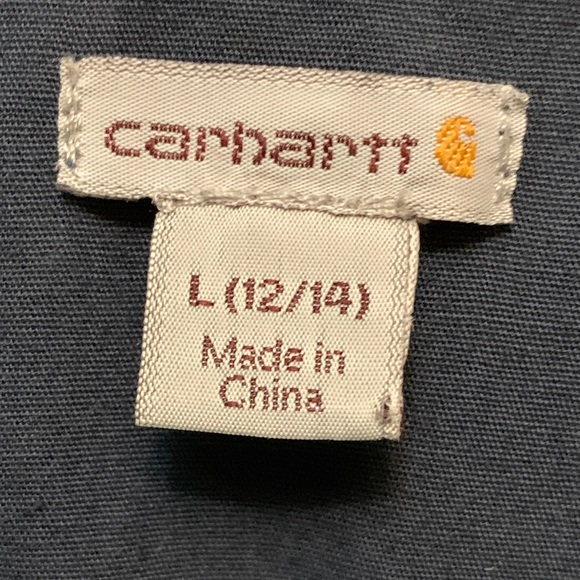 carhartt
L (12/14)
Made in
China